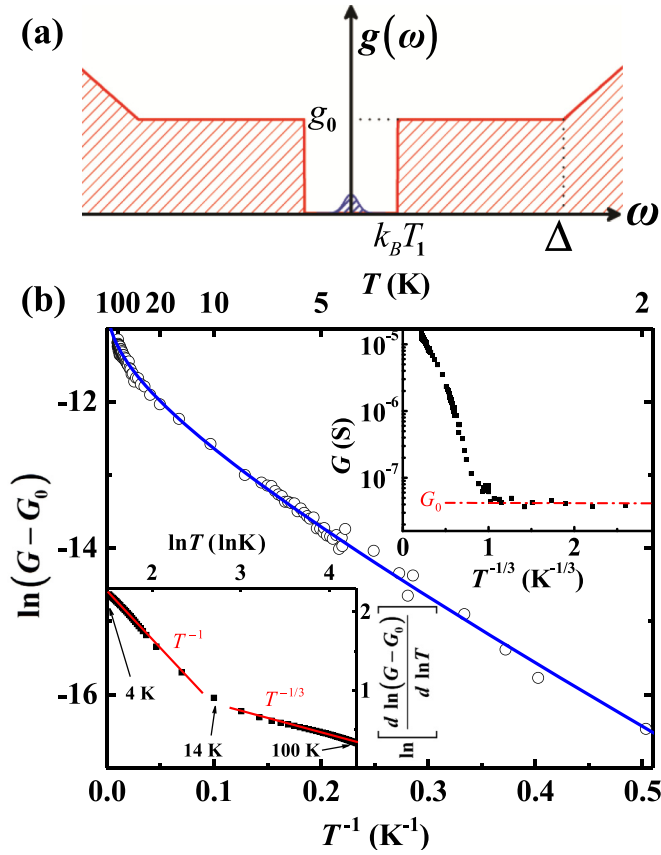 (a)
g(ω)
g₀
k_BT₁
Δ
ω
(b)
T (K)
100 20 10 5 2
-12
-14
-16
ln(G − G₀)
10⁻⁵
10⁻⁶
10⁻⁷
G (S)
G₀
0 1 2
T⁻¹/³ (K⁻¹/³)
lnT (lnK)
2 3 4
T⁻¹
T⁻¹/³
4 K
14 K
100 K
2
1
ln[d ln(G − G₀) / d lnT]
0.0 0.1 0.2 0.3 0.4 0.5
T⁻¹ (K⁻¹)